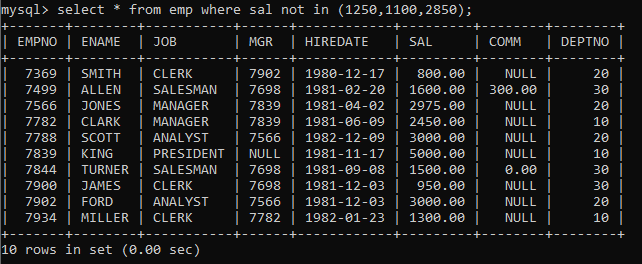 mysql> select * from emp where sal not in (1250,1100,2850);
+-------+--------+-----------+------+------------+---------+--------+--------+
| EMPNO | ENAME  | JOB       | MGR  | HIREDATE   | SAL     | COMM   | DEPTNO |
+-------+--------+-----------+------+------------+---------+--------+--------+
|  7369 | SMITH  | CLERK     | 7902 | 1980-12-17 |  800.00 |   NULL |     20 |
|  7499 | ALLEN  | SALESMAN  | 7698 | 1981-02-20 | 1600.00 | 300.00 |     30 |
|  7566 | JONES  | MANAGER   | 7839 | 1981-04-02 | 2975.00 |   NULL |     20 |
|  7782 | CLARK  | MANAGER   | 7839 | 1981-06-09 | 2450.00 |   NULL |     10 |
|  7788 | SCOTT  | ANALYST   | 7566 | 1982-12-09 | 3000.00 |   NULL |     20 |
|  7839 | KING   | PRESIDENT | NULL | 1981-11-17 | 5000.00 |   NULL |     10 |
|  7844 | TURNER | SALESMAN  | 7698 | 1981-09-08 | 1500.00 |   0.00 |     30 |
|  7900 | JAMES  | CLERK     | 7698 | 1981-12-03 |  950.00 |   NULL |     30 |
|  7902 | FORD   | ANALYST   | 7566 | 1981-12-03 | 3000.00 |   NULL |     20 |
|  7934 | MILLER | CLERK     | 7782 | 1982-01-23 | 1300.00 |   NULL |     10 |
+-------+--------+-----------+------+------------+---------+--------+--------+
10 rows in set (0.00 sec)